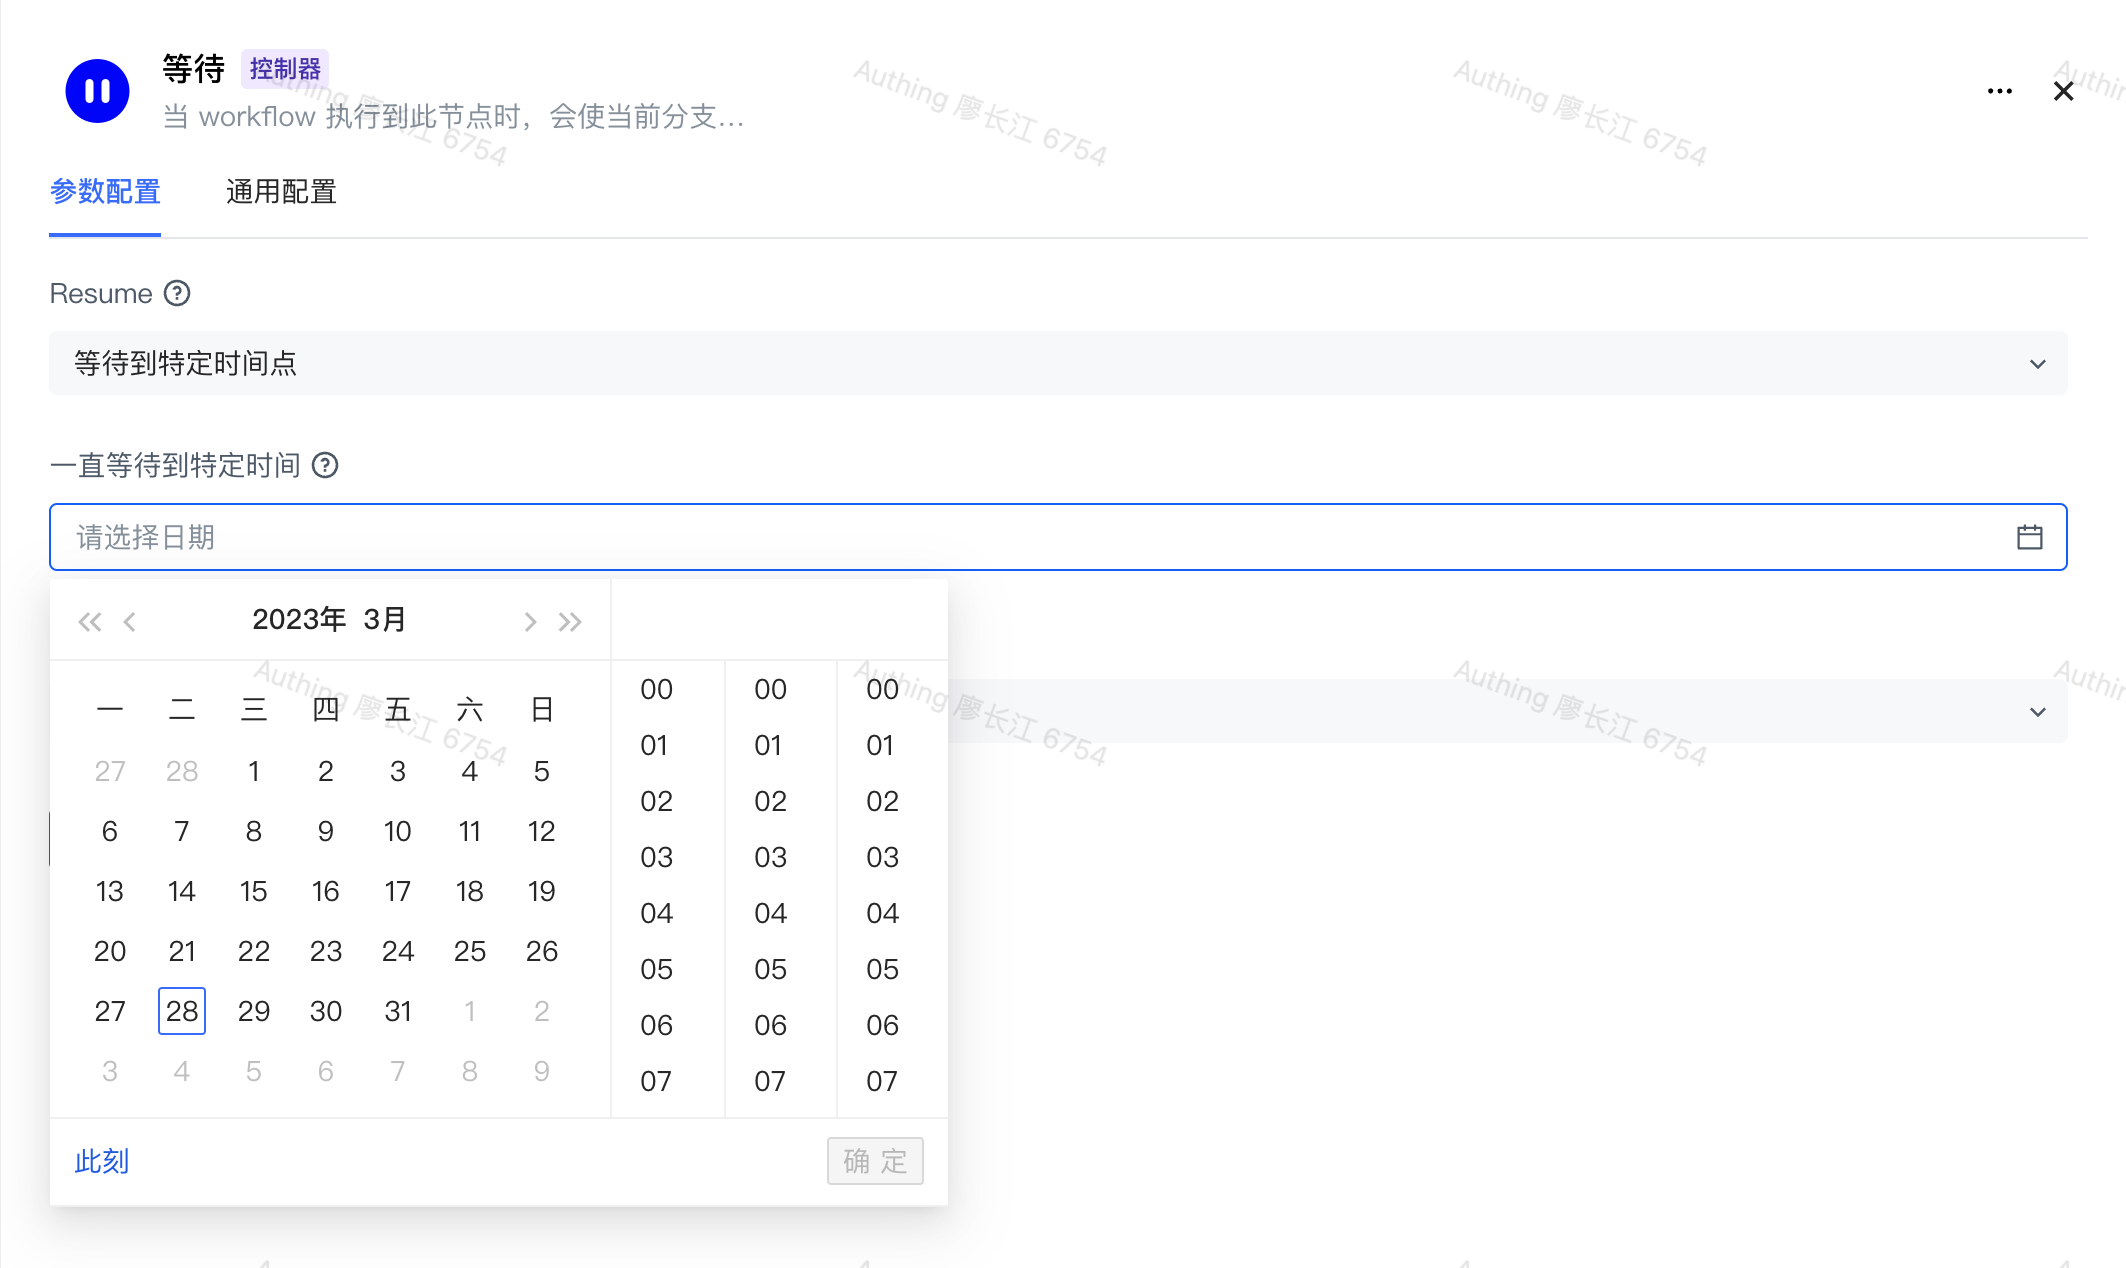 等待 控制器
当 workflow 执行到此节点时，会使当前分支...
参数配置 通用配置
Resume
等待到特定时间点
一直等待到特定时间
请选择日期
2023年 3月
一 二 三 四 五 六 日
27 28 1 2 3 4 5
6 7 8 9 10 11 12
13 14 15 16 17 18 19
20 21 22 23 24 25 26
27 28 29 30 31 1 2
3 4 5 6 7 8 9
00 00 00
01 01 01
02 02 02
03 03 03
04 04 04
05 05 05
06 06 06
07 07 07
此刻 确 定
Authing 廖长江 6754
Authing 廖长江 6754
Authing 廖长江 6754
Authing 廖长江 6754
Authing 廖长江 6754
Authing 廖长江 6754